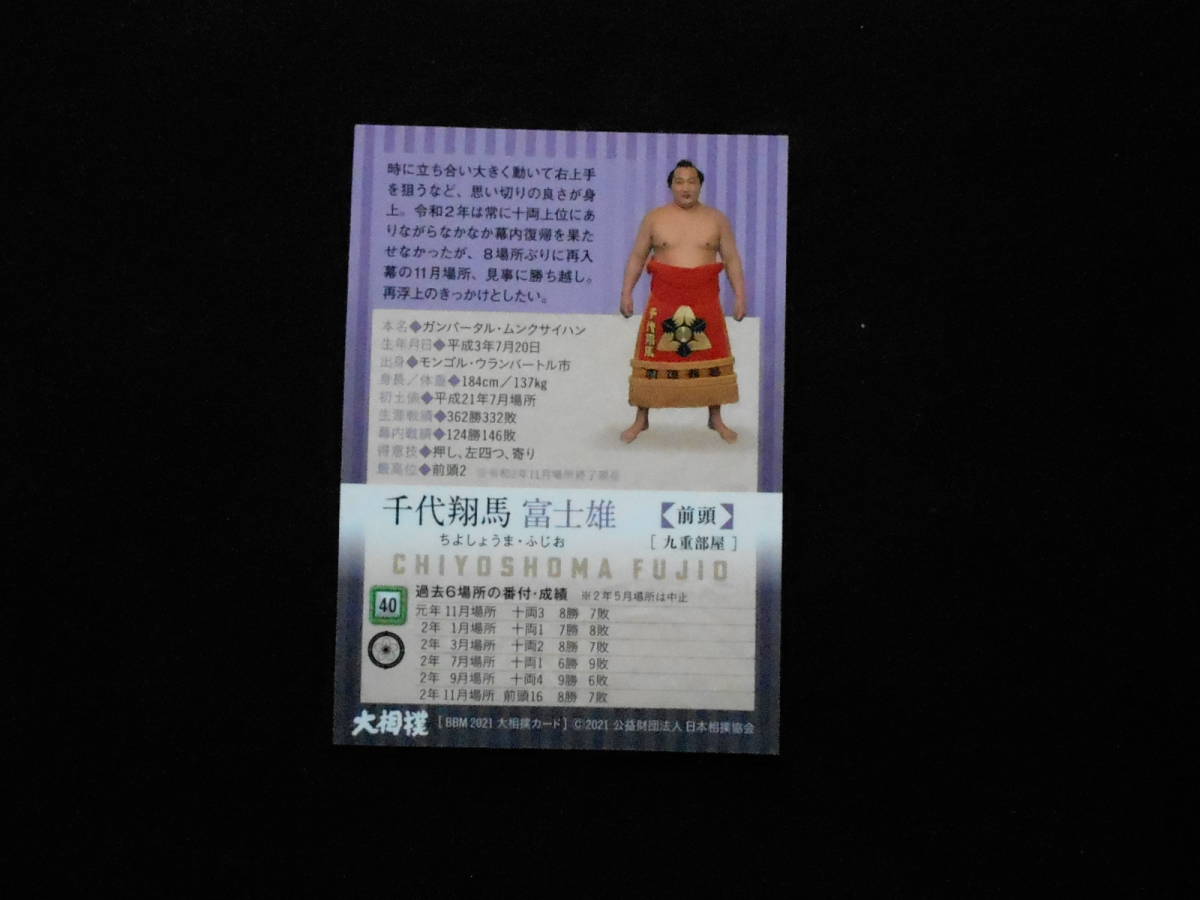 時に立ち合い大きく動いて右上手
を狙うなど、思い切りの良さが身
上。令和2年は常に十両上位にあ
りながらなかなか幕内復帰を果た
せなかったが、8場所ぶりに再入
幕の11月場所、見事に勝ち越し。
再浮上のきっかけとしたい。
千代翔馬
本名◆ガンバータル・ムンクサイハン
生年月日◆平成3年7月20日
出身◆モンゴル・ウランバートル市
身長/体重◆184cm/137kg
初土俵◆平成21年7月場所
生涯戦績◆362勝332敗
幕内戦績◆124勝146敗
得意技◆押し、左四つ、寄り
最高位◆前頭2 ※令和2年11月場所終了現在
千代翔馬 富士雄 【前頭】
ちよしょうま・ふじお [九重部屋]
CHIYOSHOMA FUJIO
40
過去6場所の番付・成績 ※2年5月場所は中止
元年 11月場所 十両3 8勝 7敗
2年 1月場所 十両1 7勝 8敗
2年 3月場所 十両2 8勝 7敗
2年 7月場所 十両1 6勝 9敗
2年 9月場所 十両4 9勝 6敗
2年 11月場所 前頭16 8勝 7敗
大相撲 [BBM 2021 大相撲カード] ©2021 公益財団法人 日本相撲協会